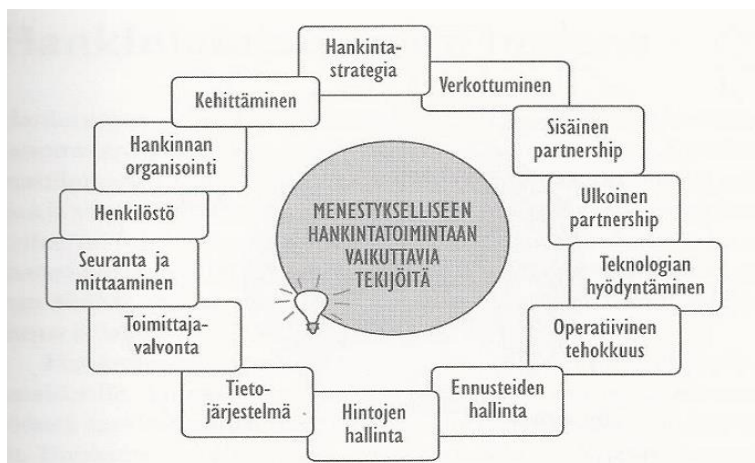 Hankinta-
strategia
Verkottuminen
Sisäinen
partnership
Ulkoinen
partnership
Teknologian
hyödyntäminen
Operatiivinen
tehokkuus
Ennusteiden
hallinta
Hintojen
hallinta
Tieto-
järjestelmä
Toimittaja-
valvonta
Seuranta ja
mittaaminen
Henkilöstö
Hankinnan
organisointi
Kehittäminen
MENESTYKSELLISEEN
HANKINTATOIMINTAAN
VAIKUTTAVIA
TEKIJÖITÄ